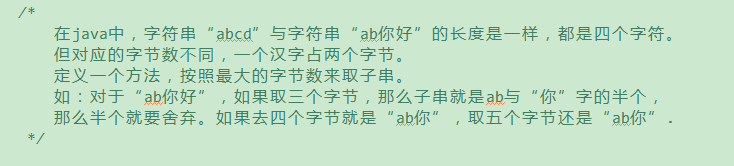 /*
在java中，字符串“abcd”与字符串“ab你好”的长度是一样，都是四个字符。
但对应的字节数不同，一个汉字占两个字节。
定义一个方法，按照最大的字节数来取子串。
如：对于“ab你好”，如果取三个字节，那么子串就是ab与“你”字的半个，
那么半个就要舍弃。如果去四个字节就是“ab你”，取五个字节还是“ab你”.
*/